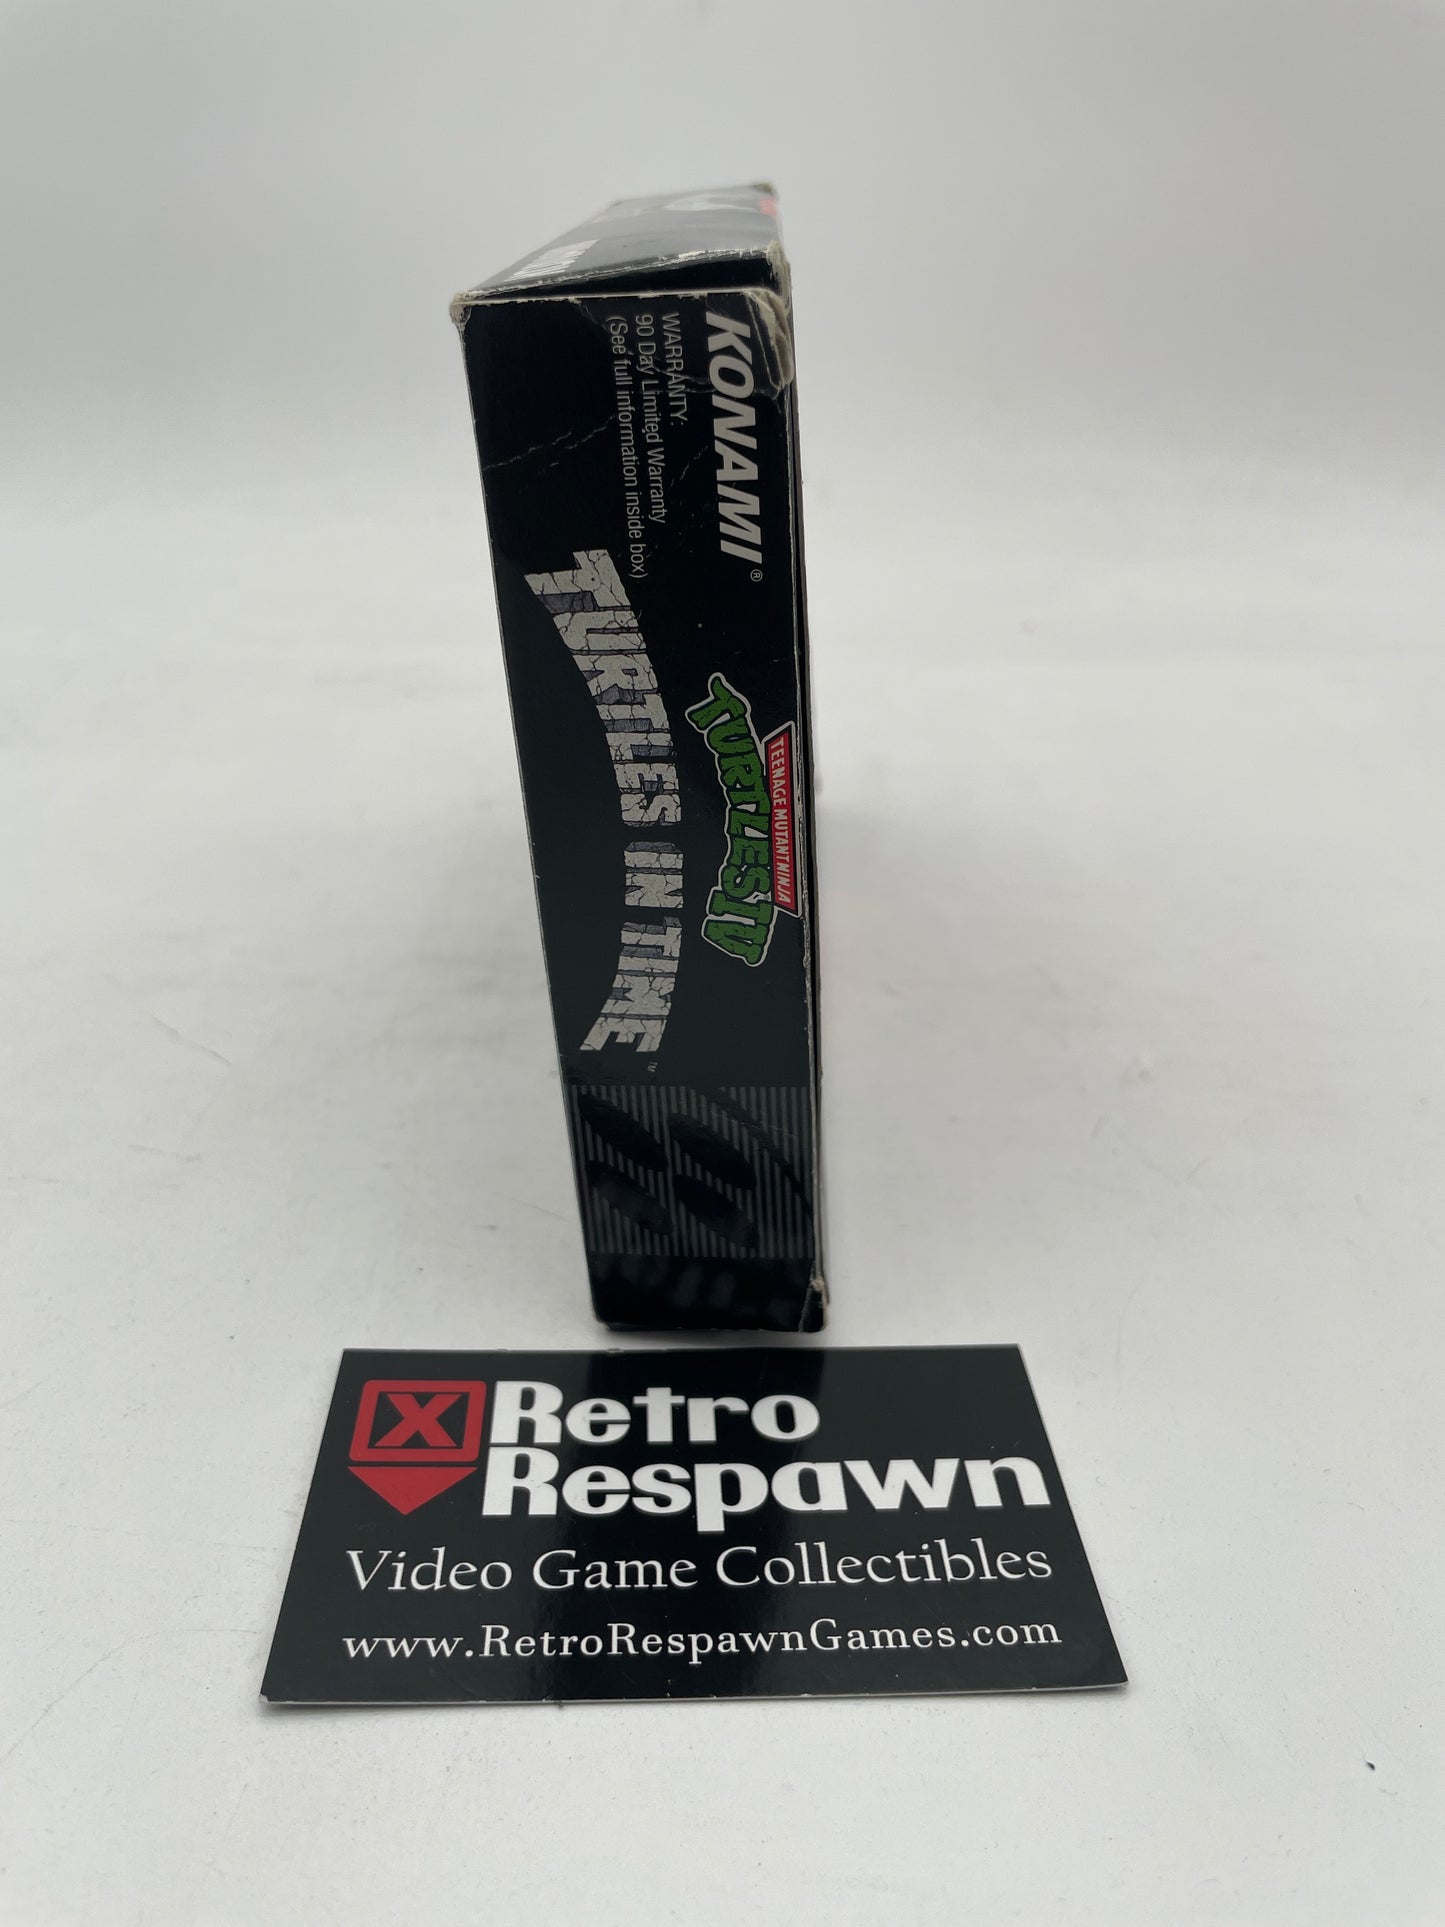 KONAMI®
WARRANTY:
90 Day Limited Warranty
(See full information inside box)
TEENAGE MUTANT NINJA
TURTLES IV
TURTLES IN TIME™
X Retro
Respawn
Video Game Collectibles
www.RetroRespawnGames.com